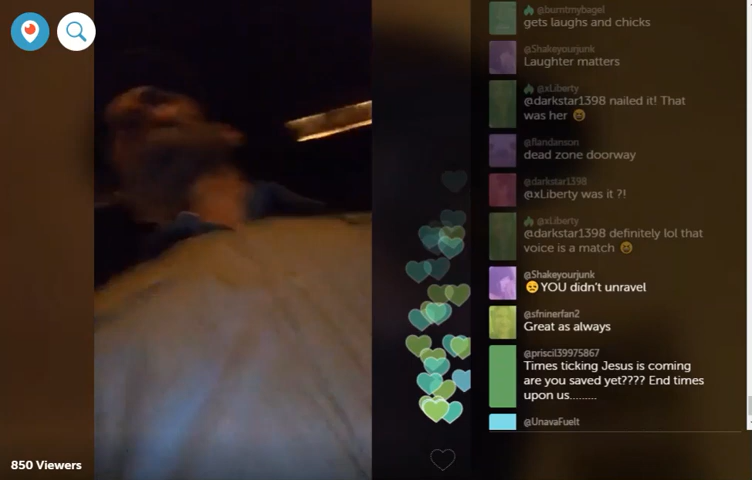 @burntmybagel
gets laughs and chicks
@Shakeyourjunk
Laughter matters
@xLiberty
@darkstar1398 nailed it! That
was her 😆
@flandanson
dead zone doorway
@darkstar1398
@xLiberty was it ?!
@xLiberty
@darkstar1398 definitely lol that
voice is a match 😆
@Shakeyourjunk
😣YOU didn't unravel
@sfninerfan2
Great as always
@priscil39975867
Times ticking Jesus is coming
are you saved yet???? End times
upon us.........
@UnavaFuelt
850 Viewers